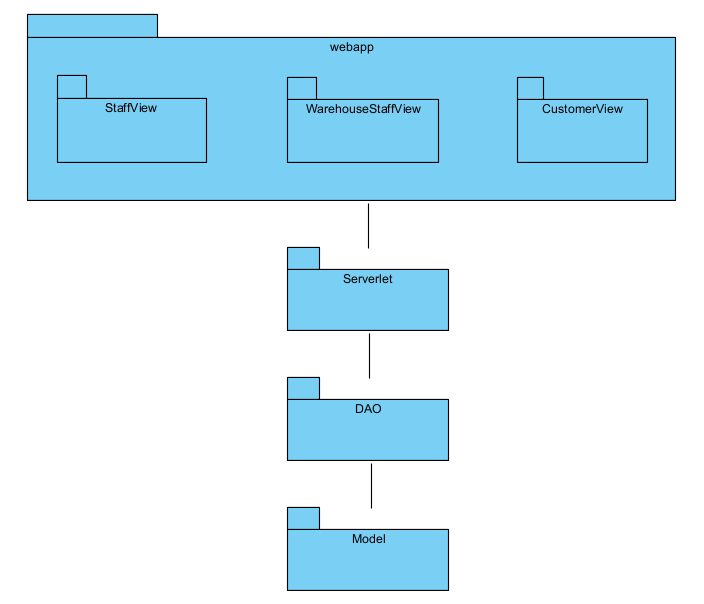 webapp
StaffView
WarehouseStaffView
CustomerView
Serverlet
DAO
Model